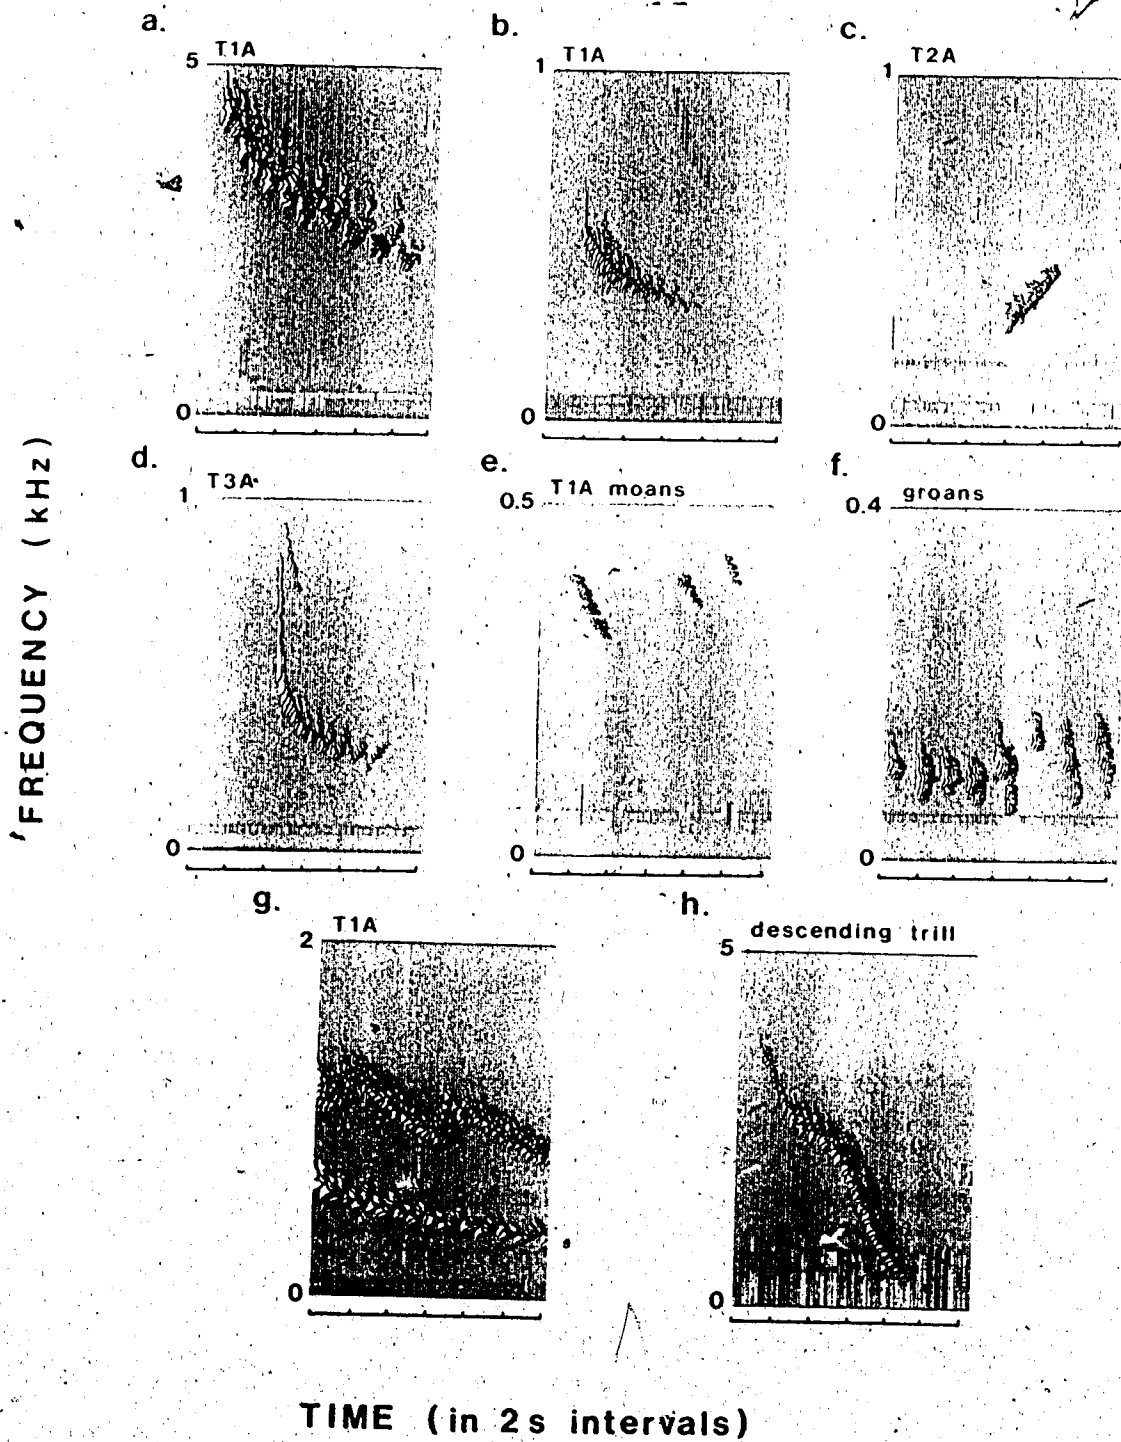 a.
T1A
5
0
b.
T1A
1
0
c.
T2A
1
0
d.
T3A
1
0
e.
T1A moans
0.5
0
f.
groans
0.4
0
g.
T1A
2
0
h.
descending trill
5
0
FREQUENCY (kHz)
TIME (in 2s intervals)